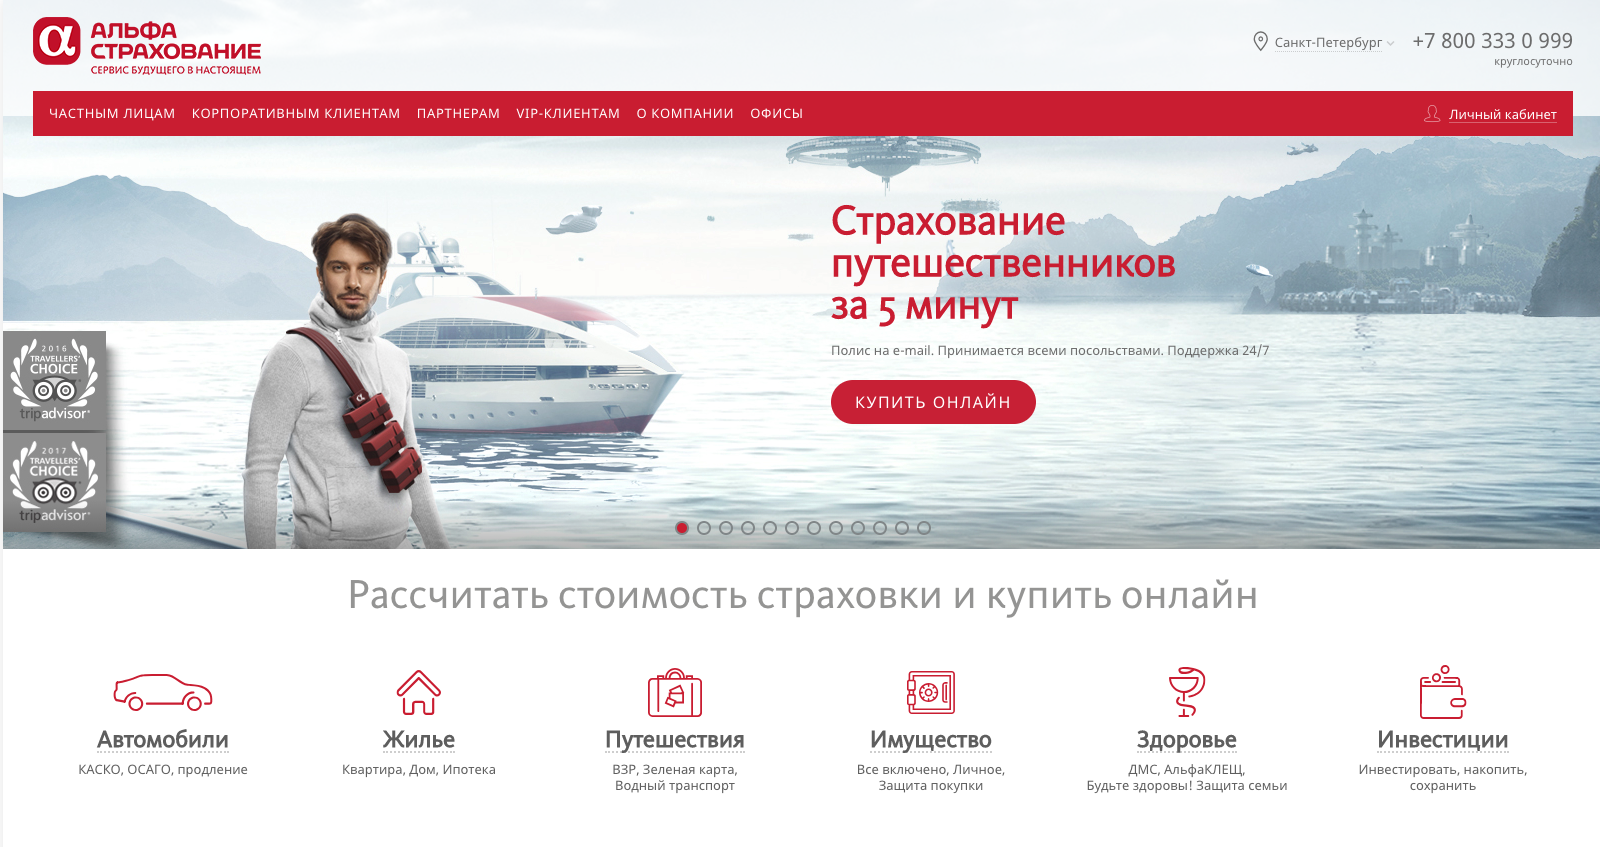 α АЛЬФА
СТРАХОВАНИЕ
СЕРВИС БУДУЩЕГО В НАСТОЯЩЕМ
Санкт-Петербург
+7 800 333 0 999
круглосуточно
ЧАСТНЫМ ЛИЦАМ КОРПОРАТИВНЫМ КЛИЕНТАМ ПАРТНЕРАМ VIP-КЛИЕНТАМ О КОМПАНИИ ОФИСЫ Личный кабинет
Страхование
путешественников
за 5 минут
Полис на e-mail. Принимается всеми посольствами. Поддержка 24/7
КУПИТЬ ОНЛАЙН
α
2016
TRAVELLERS'
CHOICE
tripadvisor®
2017
TRAVELLERS'
CHOICE
tripadvisor®
Рассчитать стоимость страховки и купить онлайн
Автомобили
КАСКО, ОСАГО, продление
Жилье
Квартира, Дом, Ипотека
Путешествия
ВЗР, Зеленая карта,
Водный транспорт
Имущество
Все включено, Личное,
Защита покупки
Здоровье
ДМС, АльфаКЛЕЩ,
Будьте здоровы! Защита семьи
Инвестиции
Инвестировать, накопить,
сохранить